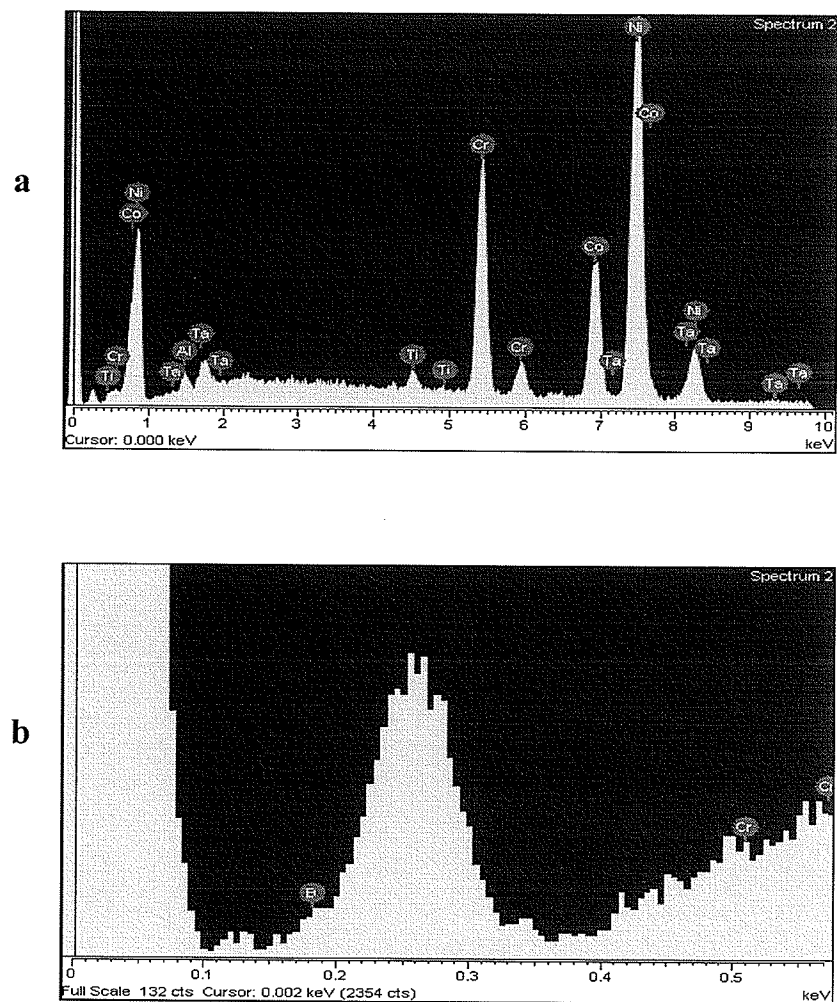 a
Spectrum 2
Ni
Co
Cr
Ni
Co
Co
Ti
Cr
Ta
Al
Ta
Ta
Ti
Ti
Cr
Ta
Ta
Ni
Ta
Ta
Ta
0 1 2 3 4 5 6 7 8 9 10
Cursor: 0.000 keV
keV
b
Spectrum 2
B
Cr
0 0.1 0.2 0.3 0.4 0.5
Full Scale 132 cts Cursor: 0.002 keV (2354 cts)
keV